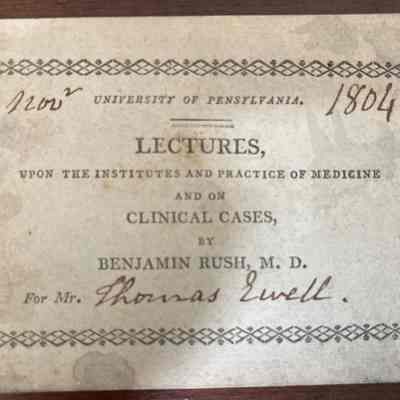 Novr UNIVERSITY OF PENSYLVANIA. 1804
LECTURES,
UPON THE INSTITUTES AND PRACTICE OF MEDICINE
AND ON
CLINICAL CASES,
BY
BENJAMIN RUSH, M. D.
For Mr. Thomas Ewell.